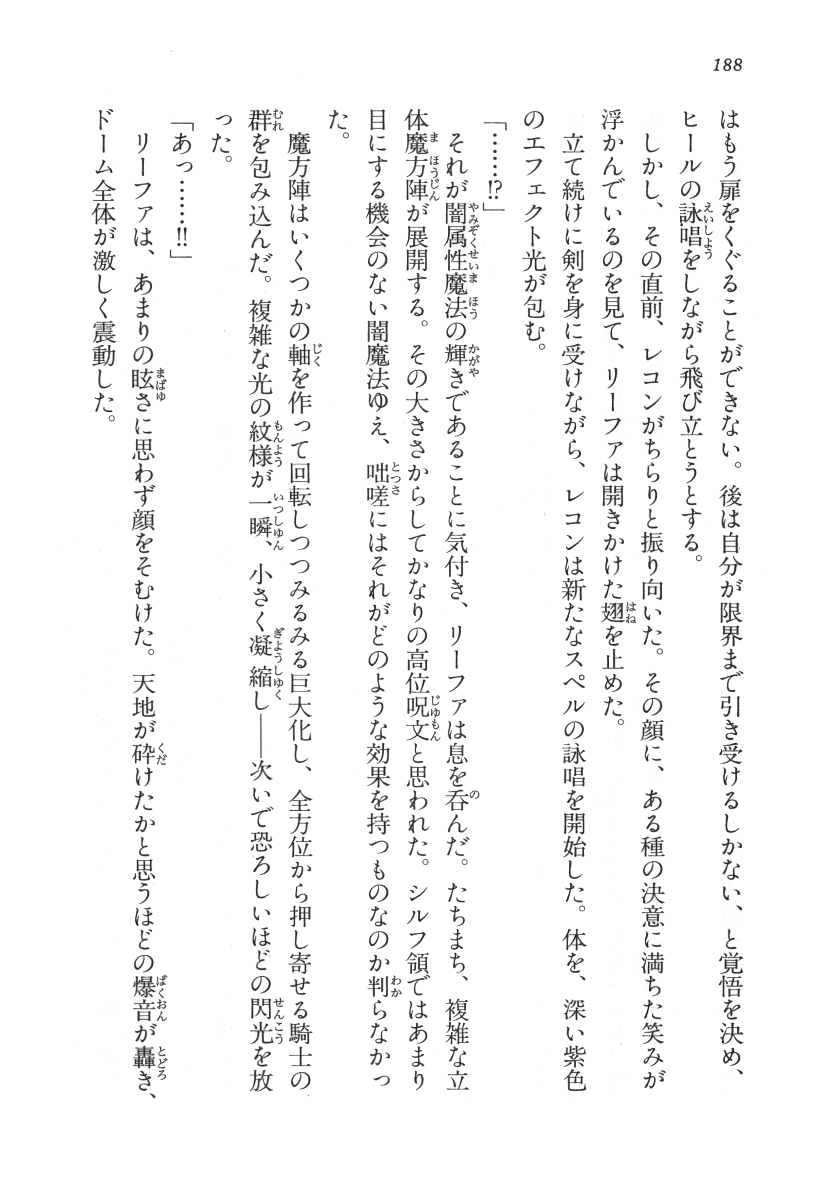 188
はもう扉をくぐることができない。後は自分が限界まで引き受けるしかない、と覚悟を決め、
ヒールの詠唱をしながら飛び立とうとする。
しかし、その直前、レコンがちらりと振り向いた。その顔に、ある種の決意に満ちた笑みが
浮かんでいるのを見て、リーファは開きかけた翅を止めた。
立て続けに剣を身に受けながら、レコンは新たなスペルの詠唱を開始した。体を、深い紫色
のエフェクト光が包む。
「……!?」
それが闇属性魔法の輝きであることに気付き、リーファは息を呑んだ。たちまち、複雑な立
体魔方陣が展開する。その大きさからしてかなりの高位呪文と思われた。シルフ領ではあまり
目にする機会のない闇魔法ゆえ、咄嗟にはそれがどのような効果を持つものなのか判らなかっ
た。
魔方陣はいくつかの軸を作って回転しつつみるみる巨大化し、全方位から押し寄せる騎士の
群を包み込んだ。複雑な光の紋様が一瞬、小さく凝縮し――次いで恐ろしいほどの閃光を放
った。
「あっ……!!」
リーファは、あまりの眩さに思わず顔をそむけた。天地が砕けたかと思うほどの爆音が轟き、
ドーム全体が激しく震動した。